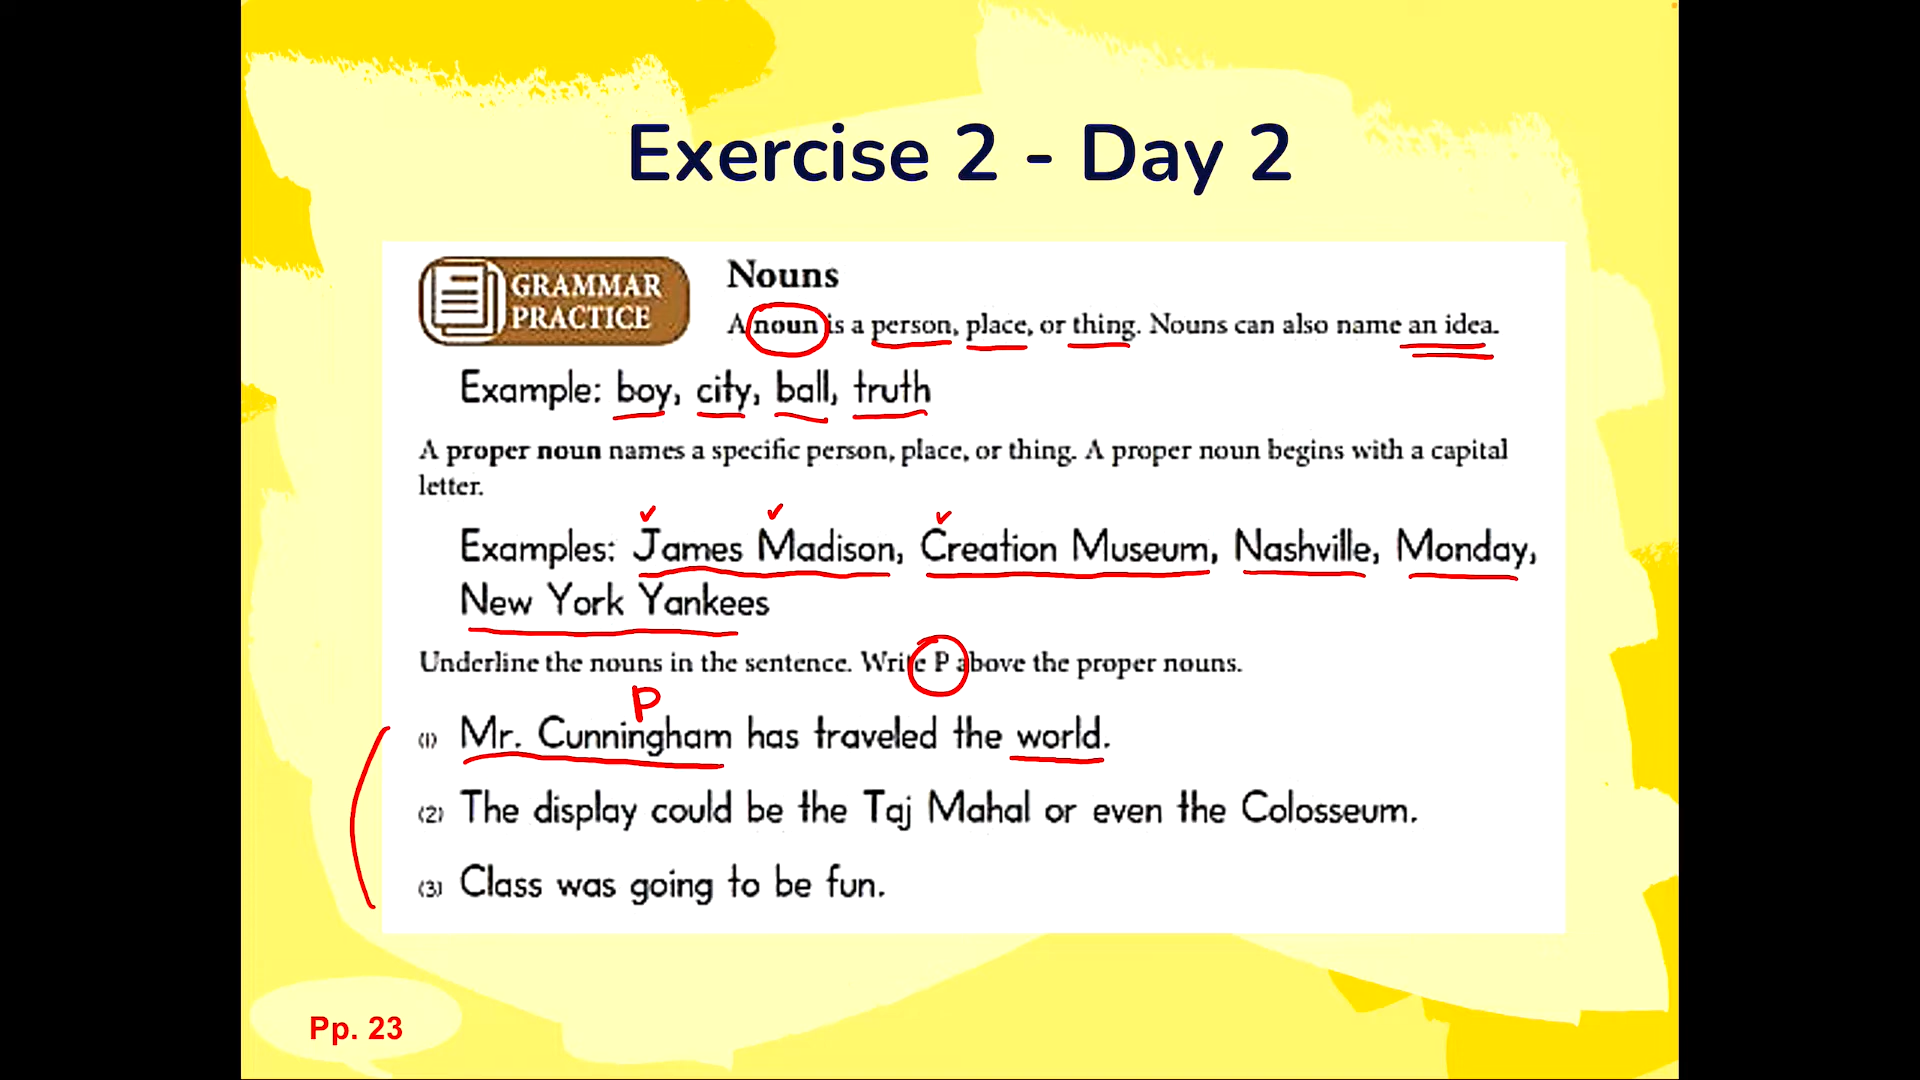 Exercise 2 - Day 2
GRAMMAR
PRACTICE
Nouns
A noun is a person, place, or thing. Nouns can also name an idea.
Example: boy, city, ball, truth
A proper noun names a specific person, place, or thing. A proper noun begins with a capital
letter.
Examples: James Madison, Creation Museum, Nashville, Monday,
New York Yankees
Underline the nouns in the sentence. Write P above the proper nouns.
P
(1) Mr. Cunningham has traveled the world.
(2) The display could be the Taj Mahal or even the Colosseum.
(3) Class was going to be fun.
Pp. 23